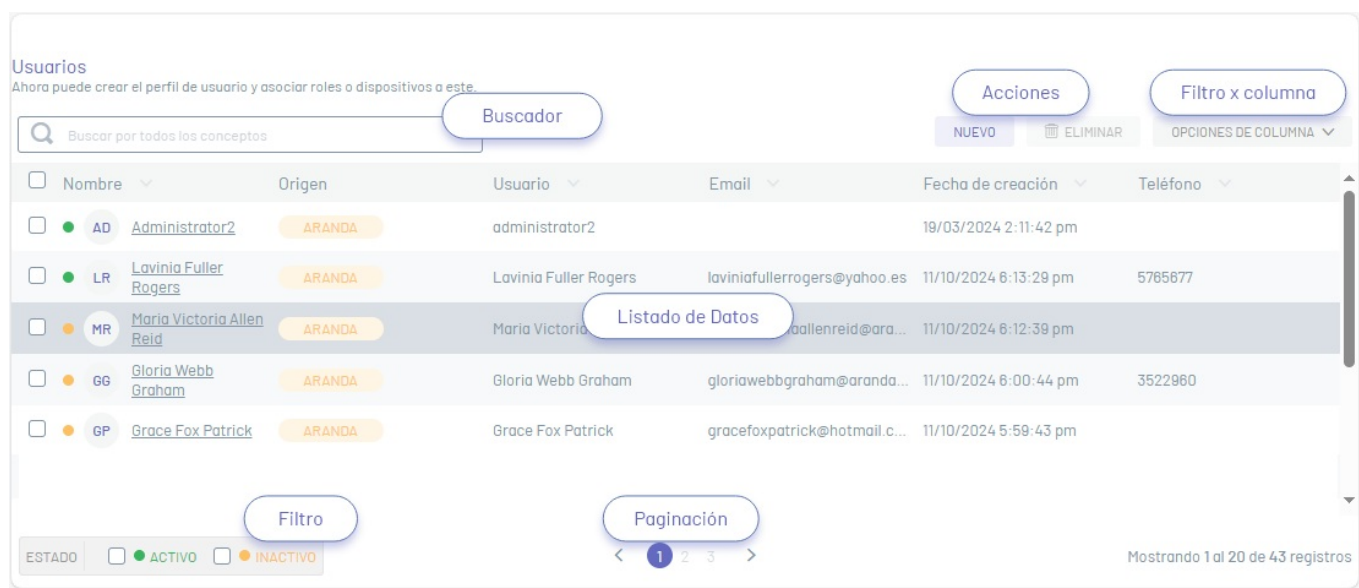 Usuarios
Ahora puede crear el perfil de usuario y asociar roles o dispositivos a este.
Buscador
Acciones
Filtro x columna
Buscar por todos los conceptos
NUEVO ELIMINAR OPCIONES DE COLUMNA
Nombre Origen Usuario Email Fecha de creación Teléfono
AD Administrator2 ARANDA administrator2 19/03/2024 2:11:42 pm
LR Lavinia Fuller Rogers ARANDA Lavinia Fuller Rogers laviniafullerrogers@yahoo.es 11/10/2024 6:13:29 pm 5765677
Listado de Datos
MR Maria Victoria Allen Reid ARANDA Maria Victoria aallenreid@ara... 11/10/2024 6:12:39 pm
GG Gloria Webb Graham ARANDA Gloria Webb Graham gloriawebbgraham@aranda... 11/10/2024 6:00:44 pm 3522960
GP Grace Fox Patrick ARANDA Grace Fox Patrick gracefoxpatrick@hotmail.c... 11/10/2024 5:59:43 pm
Filtro
Paginación
ESTADO ACTIVO INACTIVO
< 1 2 3 >
Mostrando 1 al 20 de 43 registros